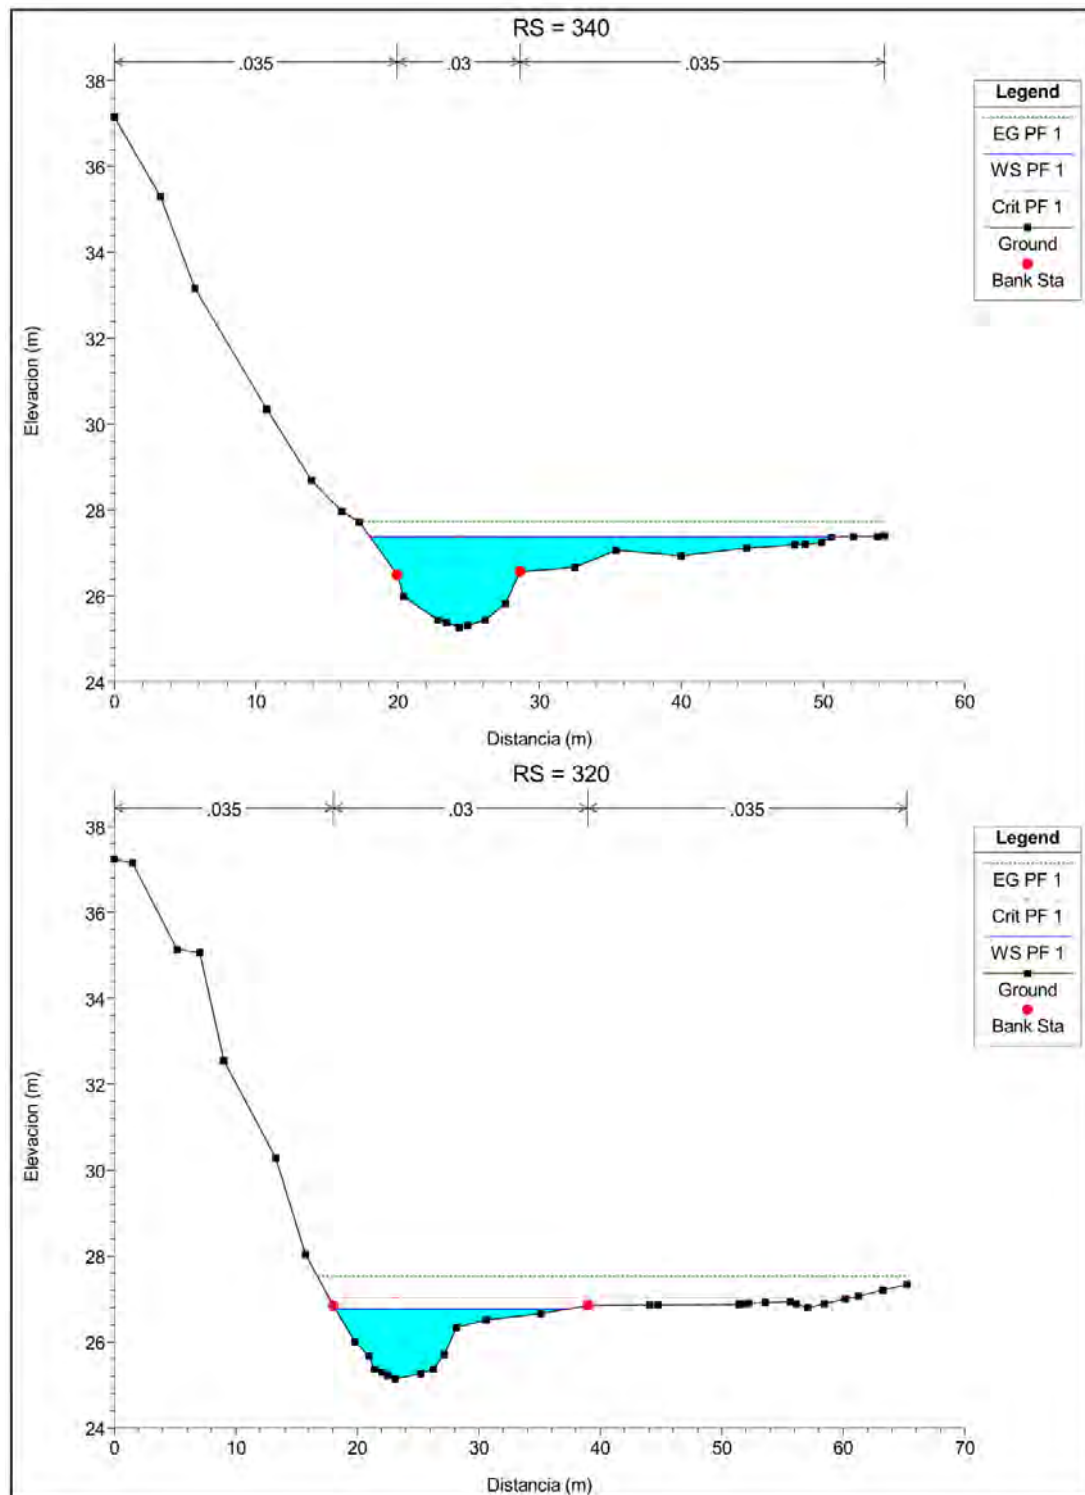 RS = 340
.035 .03 .035
38
36
34
32
30
28
26
24
Elevacion (m)
0 10 20 30 40 50 60
Distancia (m)
Legend
EG PF 1
WS PF 1
Crit PF 1
Ground
Bank Sta
RS = 320
.035 .03 .035
38
36
34
32
30
28
26
24
Elevacion (m)
0 10 20 30 40 50 60 70
Distancia (m)
Legend
EG PF 1
Crit PF 1
WS PF 1
Ground
Bank Sta